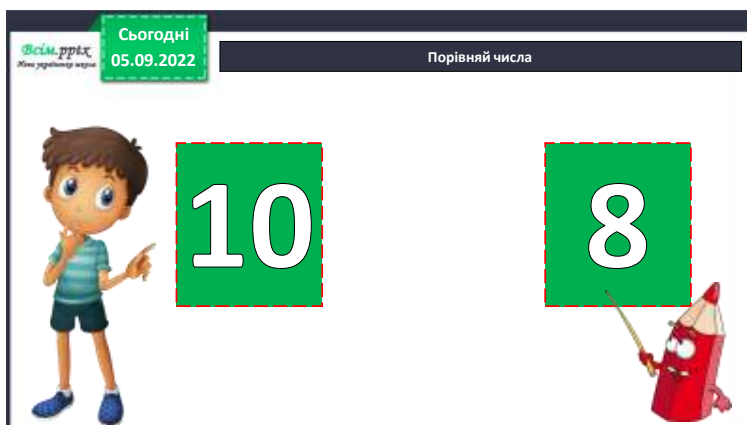 Сьогодні
05.09.2022
Всім.pptx
Нова українська школа
Порівняй числа
10
8